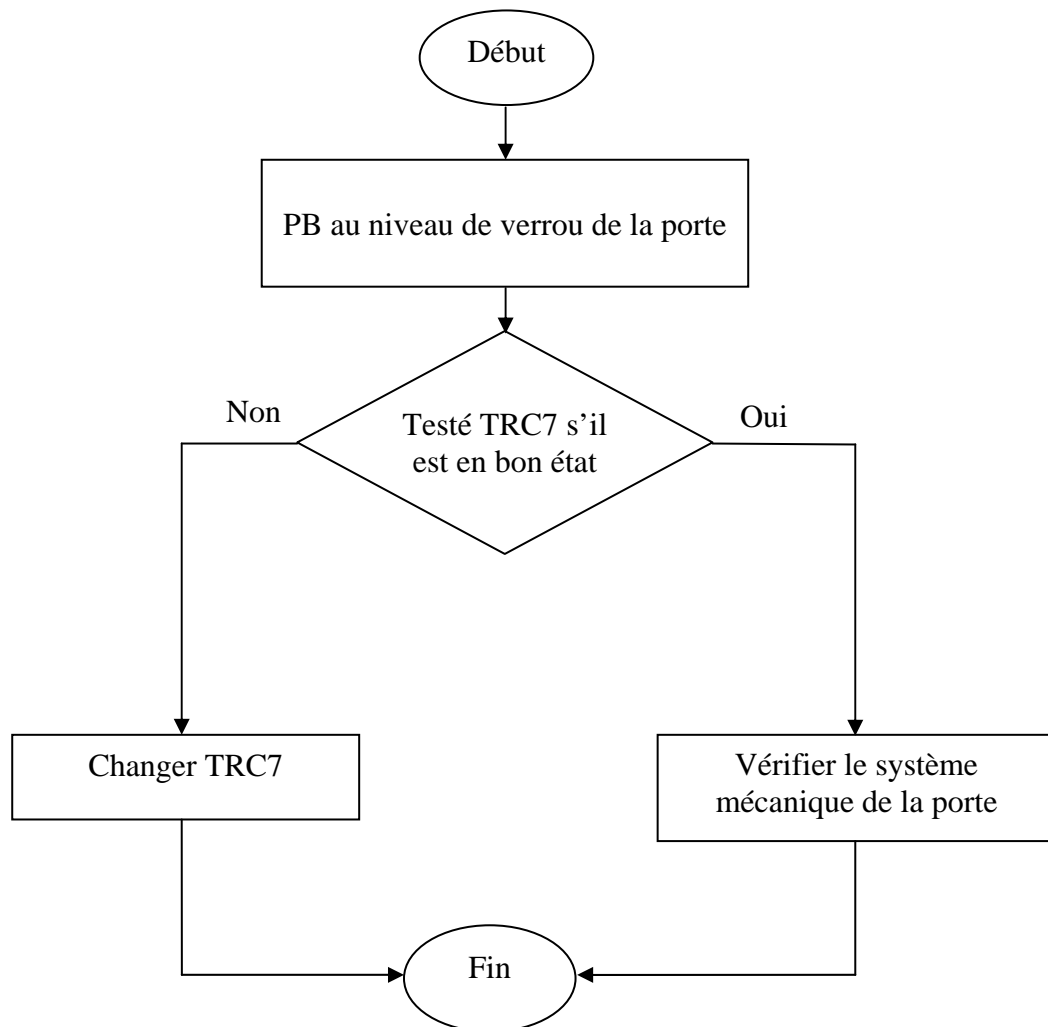 Début
PB au niveau de verrou de la porte
Non
Oui
Testé TRC7 s’il
est en bon état
Changer TRC7
Vérifier le système
mécanique de la porte
Fin